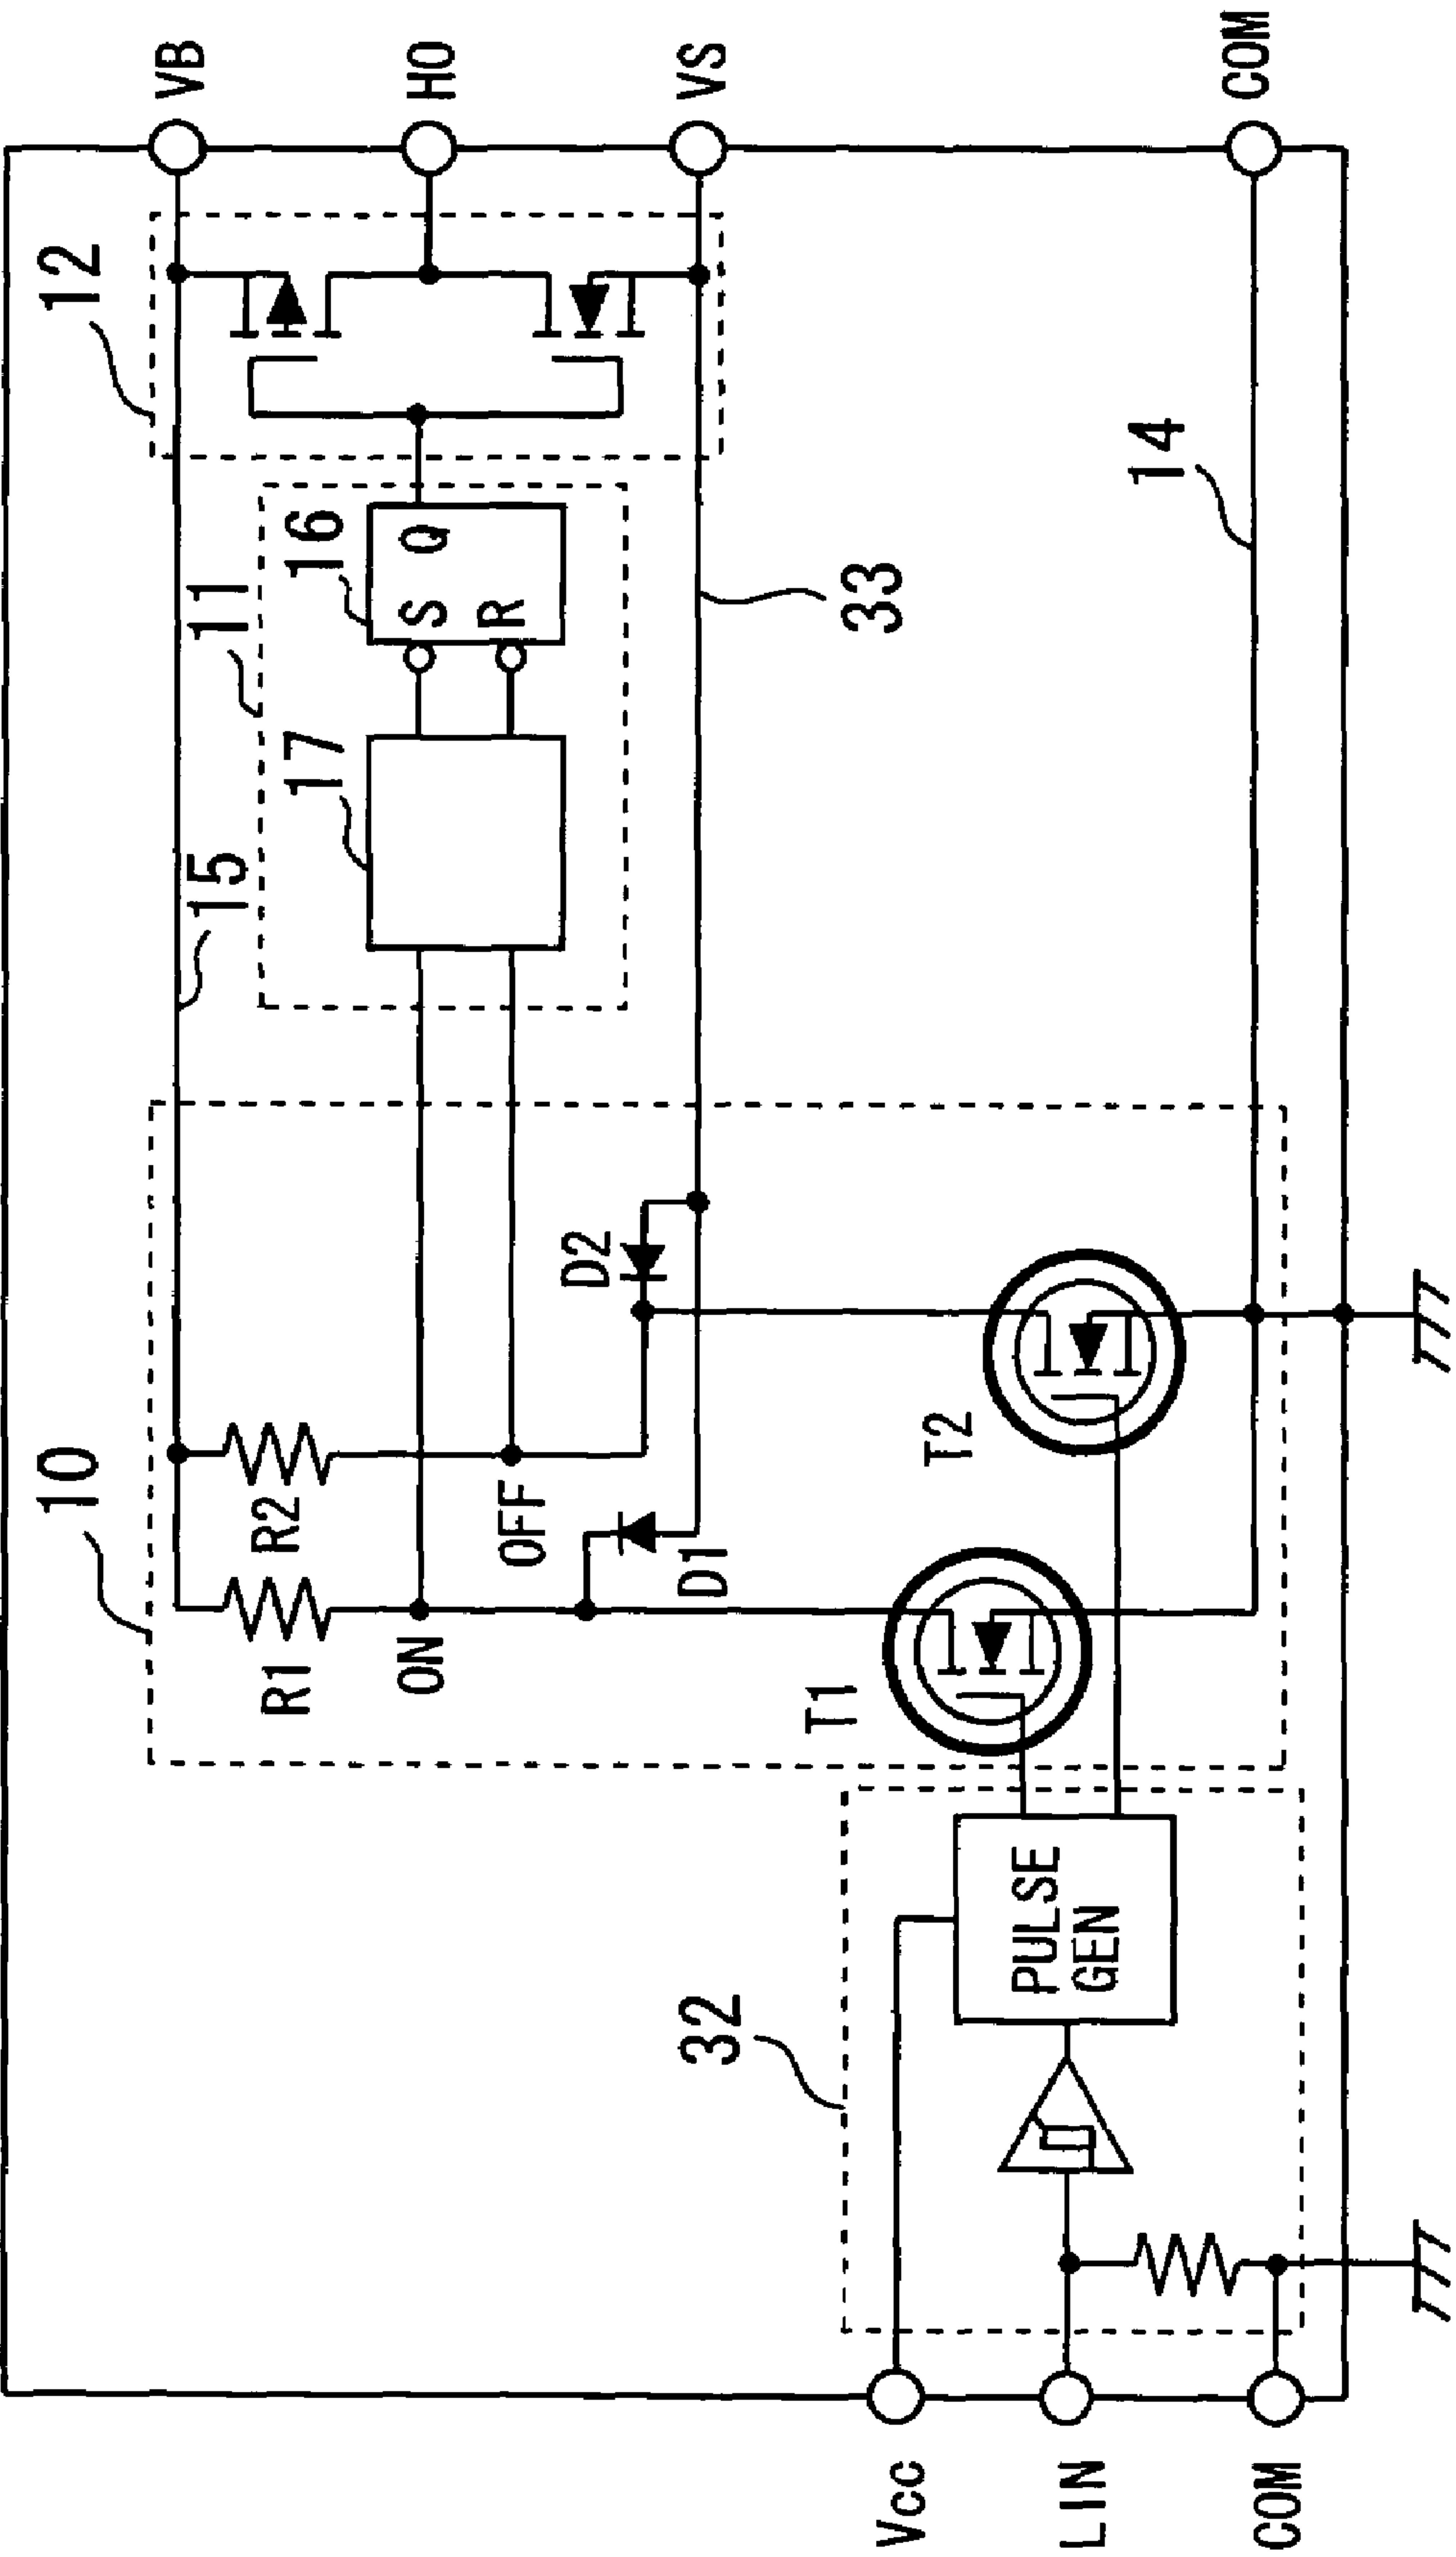 VB
HO
VS
COM
12
11
16
S
Q
R
17
15
33
14
10
R1
R2
ON
OFF
D1
D2
T1
T2
32
PULSE
GEN
Vcc
LIN
COM